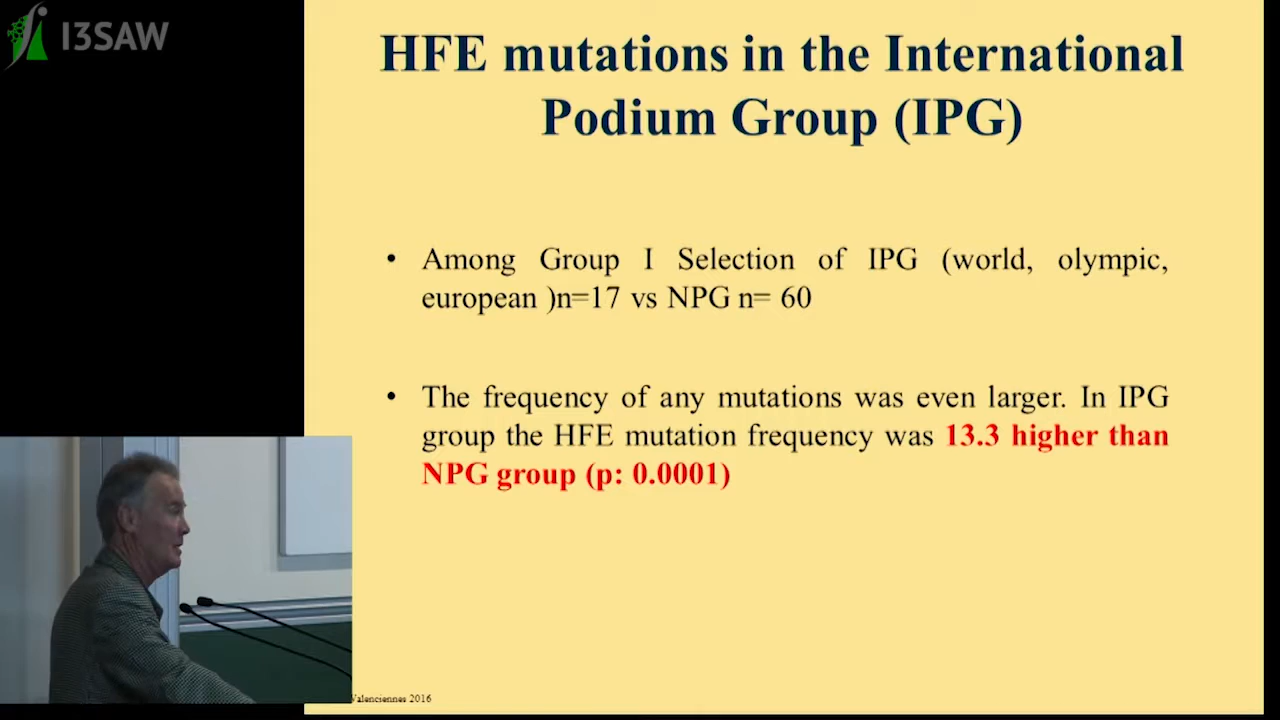 I3SAW
HFE mutations in the International
Podium Group (IPG)
• Among Group I Selection of IPG (world, olympic,
european )n=17 vs NPG n= 60
• The frequency of any mutations was even larger. In IPG
group the HFE mutation frequency was 13.3 higher than
NPG group (p: 0.0001)
Valenciennes 2016